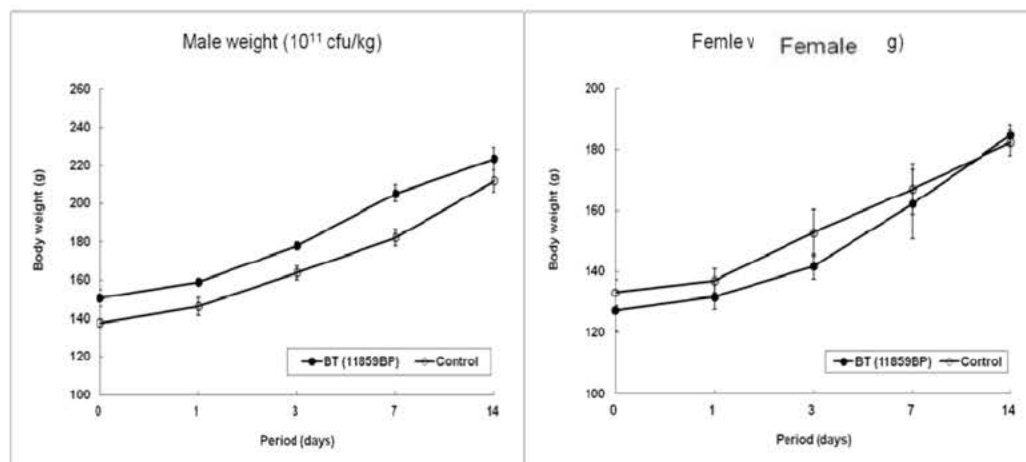 Male weight (10¹¹ cfu/kg)
260
240
220
200
180
160
140
120
100
Body weight (g)
BT (11859BP) Control
0 1 3 7 14
Period (days)
Femle Female g)
200
180
160
140
120
100
Body weight (g)
BT (11859BP) Control
0 1 3 7 14
Period (days)